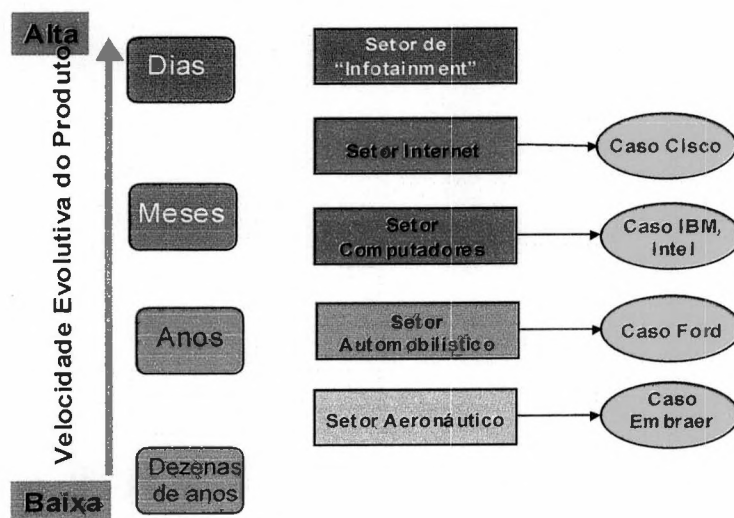 Alta
Velocidade Evolutiva do Produto
Baixa
Dias
Meses
Anos
Dezenas
de anos
Setor de
“Infotainment”
Setor Internet
Caso Cisco
Setor
Computadores
Caso IBM,
Intel
Setor
Automobilístico
Caso Ford
Setor Aeronáutico
Caso
Embraer